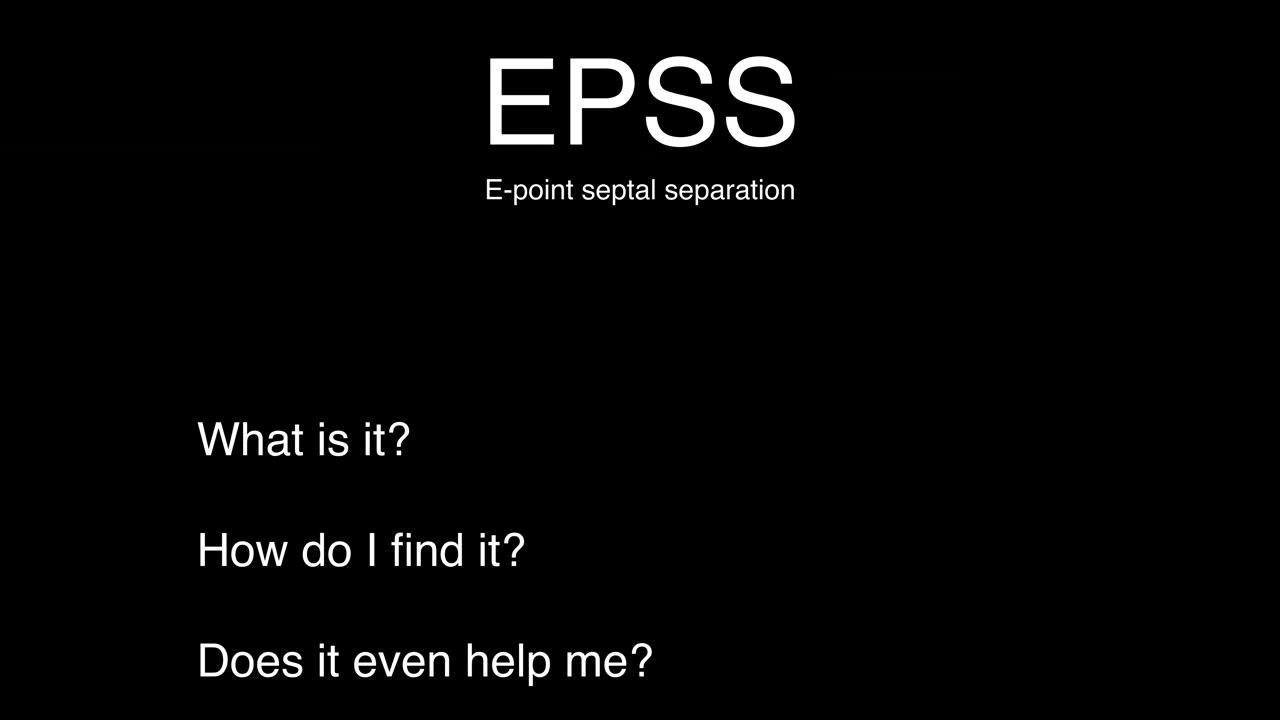 EPSS
E-point septal separation
What is it?
How do I find it?
Does it even help me?